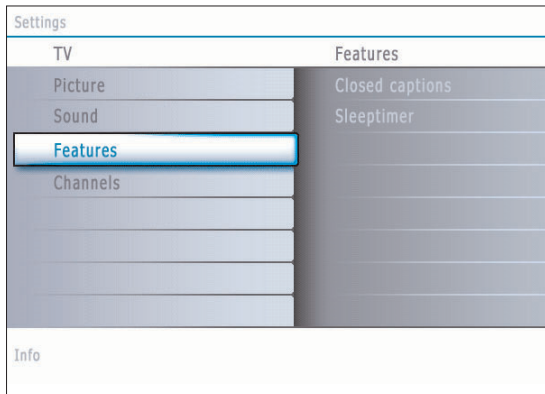 Settings
TV
Features
Picture
Closed captions
Sound
Sleeptimer
Features
Channels
Info